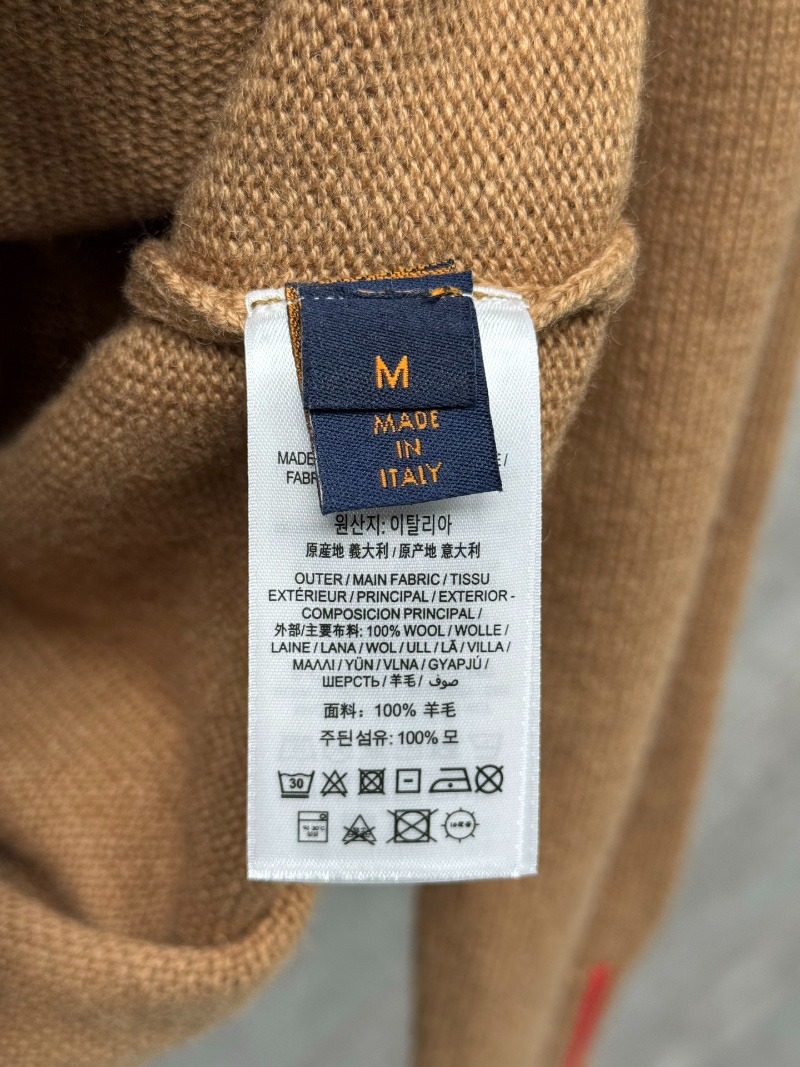 M
MADE
IN
ITALY
MADE
/
FABR
원산지: 이탈리아
原産地 義大利 / 原产地 意大利
OUTER / MAIN FABRIC / TISSU
EXTÉRIEUR / PRINCIPAL / EXTERIOR -
COMPOSICION PRINCIPAL /
外部/主要布料: 100% WOOL / WOLLE /
LAINE / LANA / WOL / ULL / LÃ / VILLA /
ΜΑΛΛΙ / YÜN / VLNA / GYAPJÚ /
ШЕРСТЬ / 羊毛 / صوف
面料：100% 羊毛
주된섬유: 100% 모
30